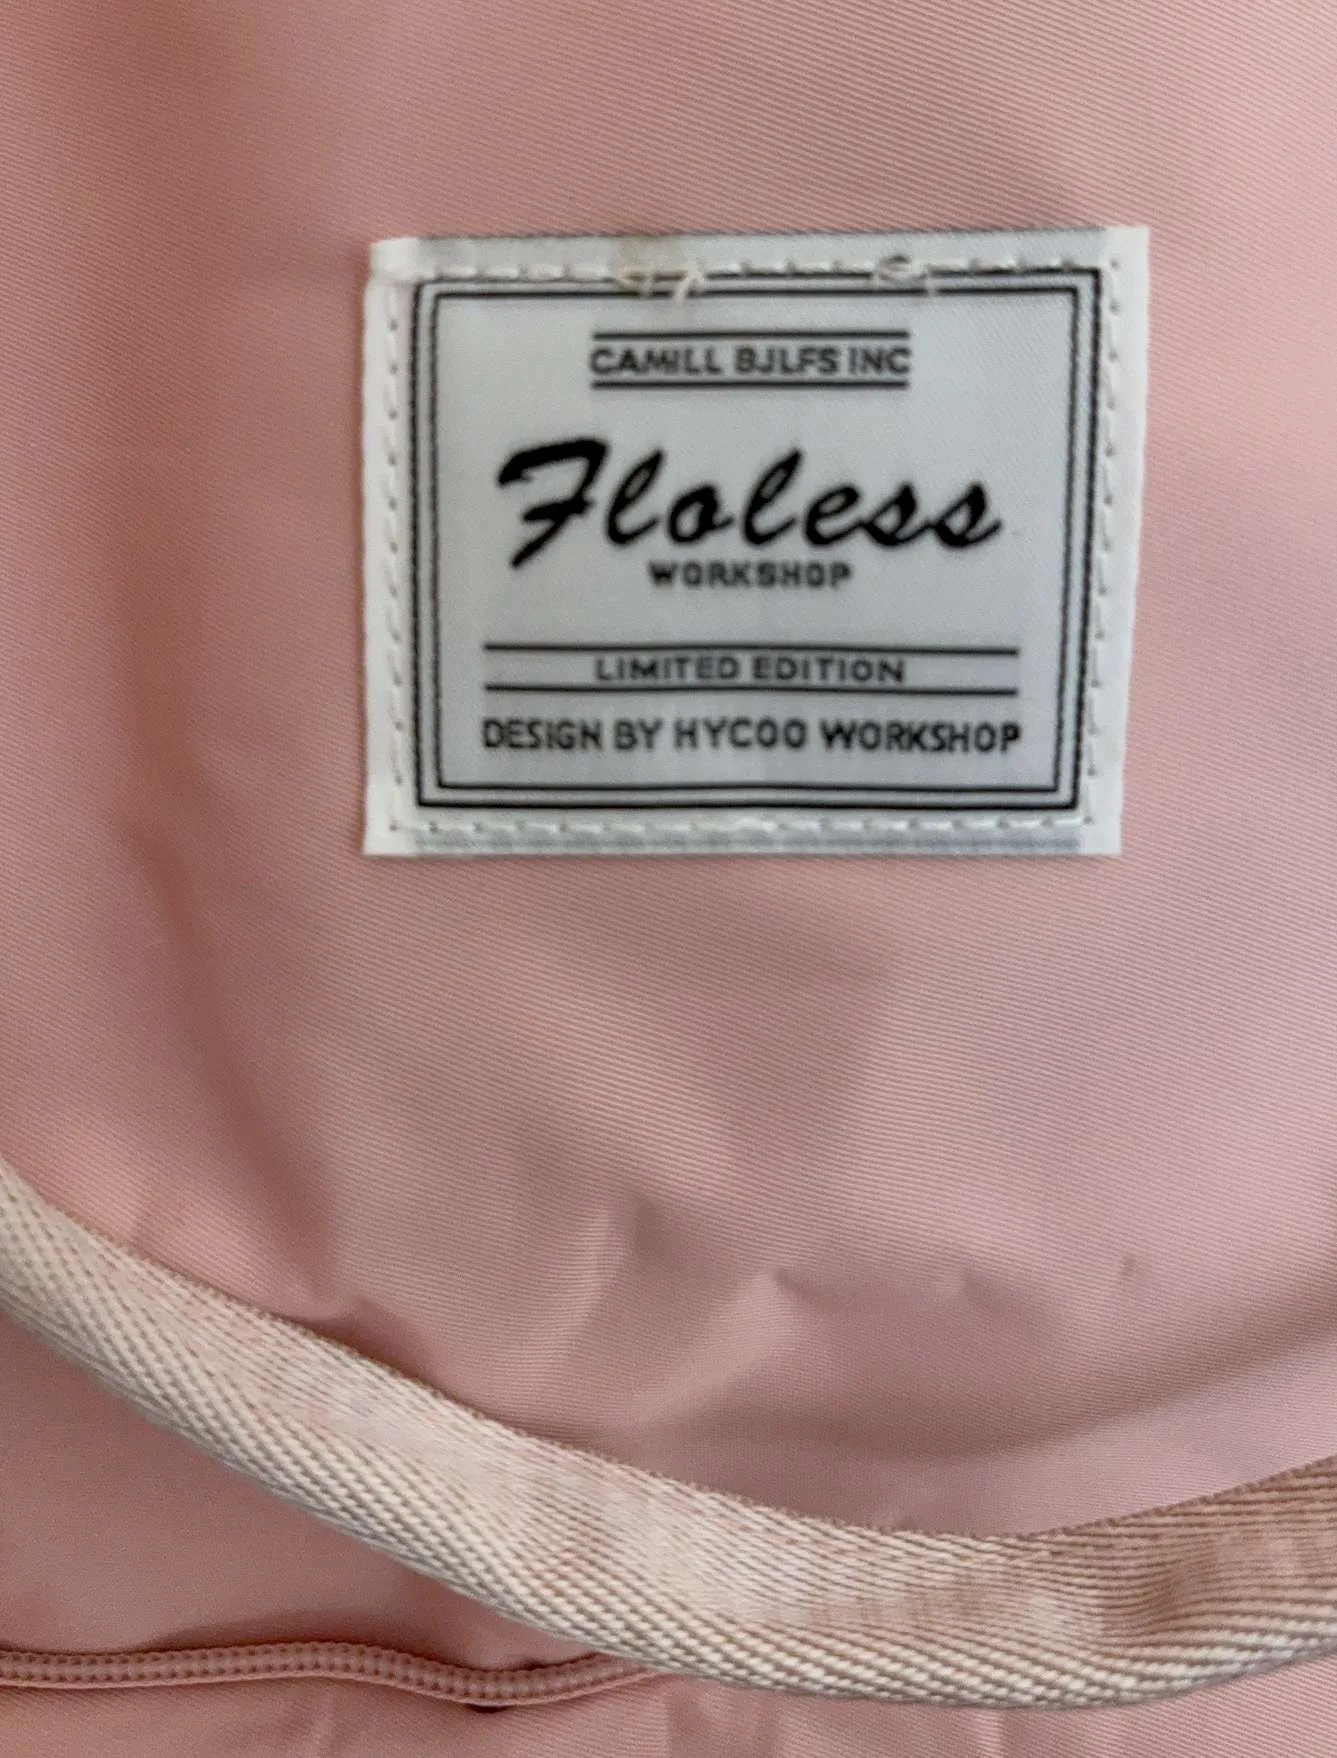 CAMILL BJLFS INC
Floless
WORKSHOP
LIMITED EDITION
DESIGN BY HYCOO WORKSHOP